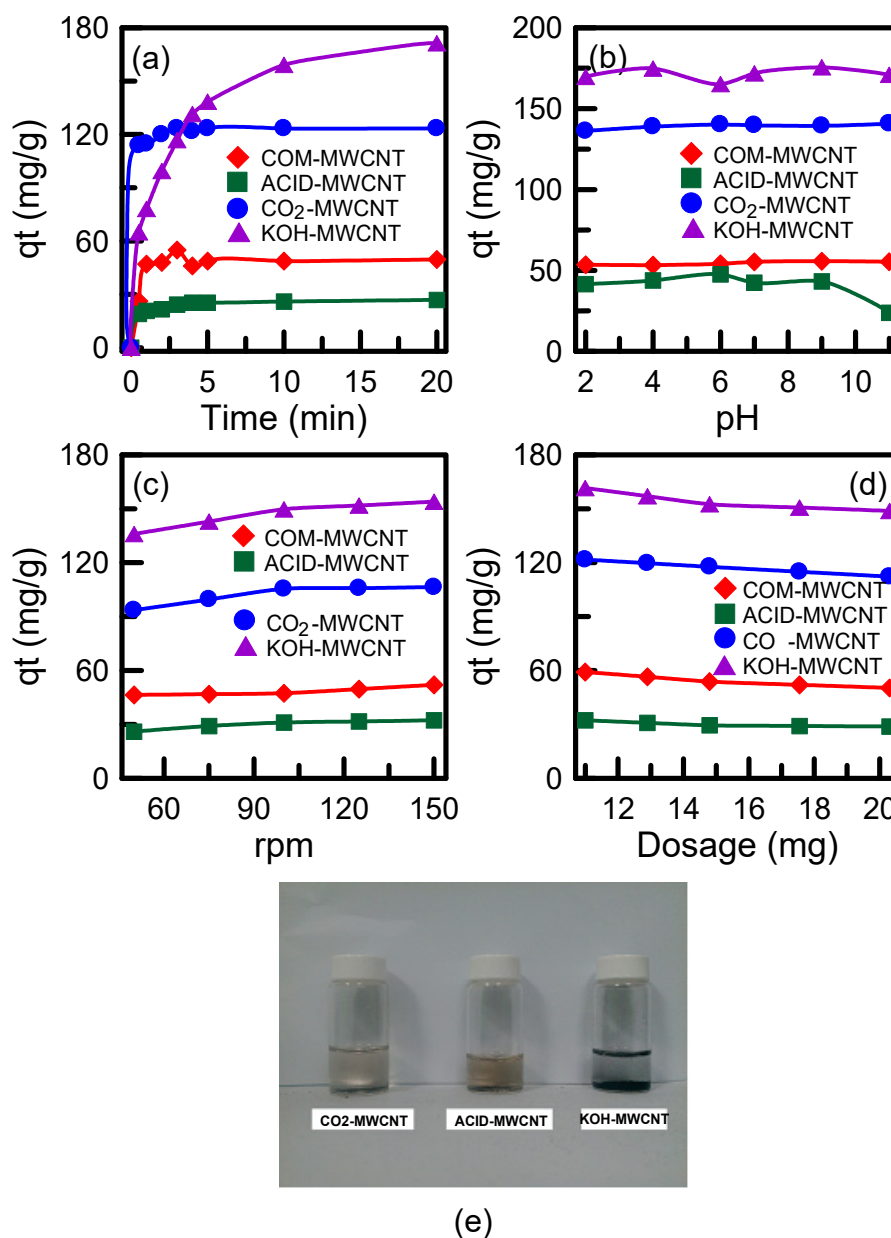 (a)
qt (mg/g)
180
120
60
0
COM-MWCNT
ACID-MWCNT
CO2-MWCNT
KOH-MWCNT
0 5 10 15 20
Time (min)
(b)
qt (mg/g)
200
150
100
50
0
COM-MWCNT
ACID-MWCNT
CO2-MWCNT
KOH-MWCNT
2 4 6 8 10
pH
(c)
qt (mg/g)
180
120
60
0
COM-MWCNT
ACID-MWCNT
CO2-MWCNT
KOH-MWCNT
60 90 120 150
rpm
(d)
qt (mg/g)
180
120
60
0
COM-MWCNT
ACID-MWCNT
CO -MWCNT
KOH-MWCNT
12 14 16 18 20
Dosage (mg)
CO2-MWCNT ACID-MWCNT KOH-MWCNT
(e)